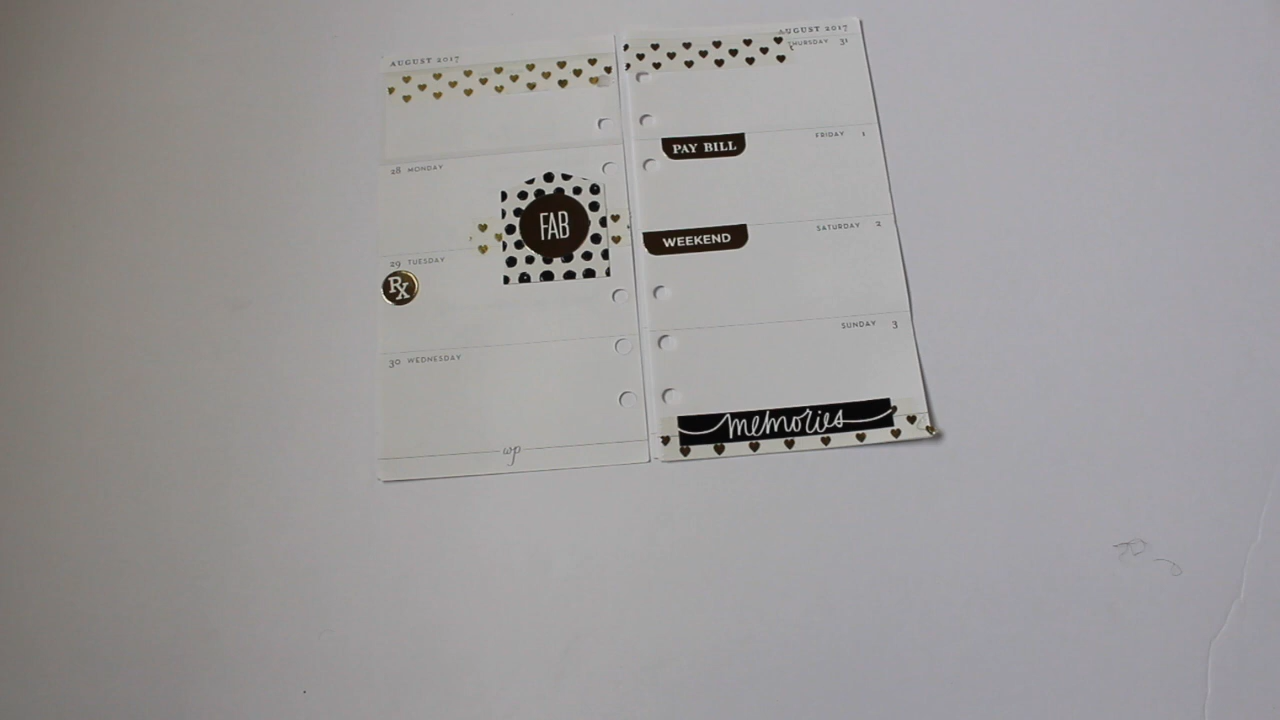 AUGUST 2017
28 MONDAY
FAB
29 TUESDAY
RX
30 WEDNESDAY
wp
AUGUST 2017
THURSDAY 31
PAY BILL
FRIDAY 1
WEEKEND
SATURDAY 2
SUNDAY 3
memories